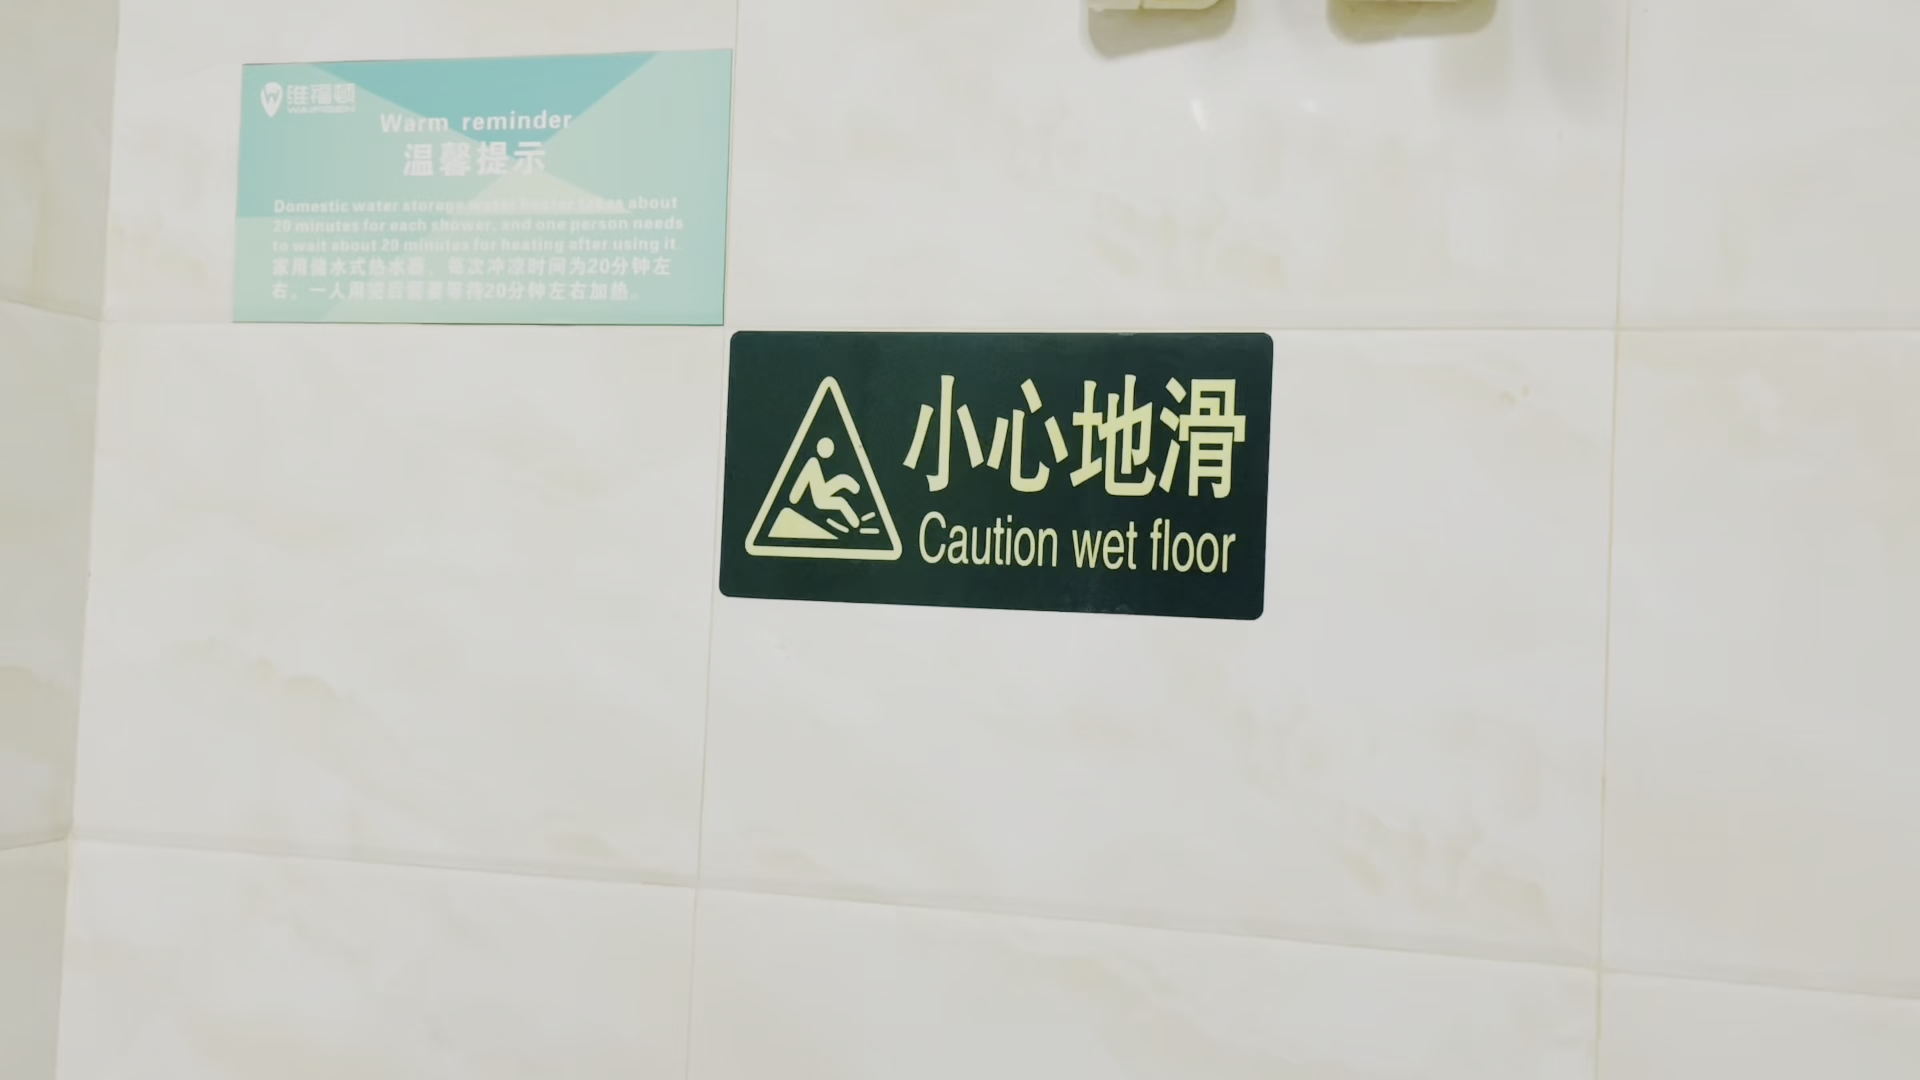 维福顿
Warm reminder
温馨提示
Domestic water storage water heater takes about
20 minutes for each shower, and one person needs
to wait about 20 minutes for heating after using it.
家用储水式热水器，每次冲凉时间为20分钟左
右，一人用完后需要等待20分钟左右加热。
小心地滑
Caution wet floor